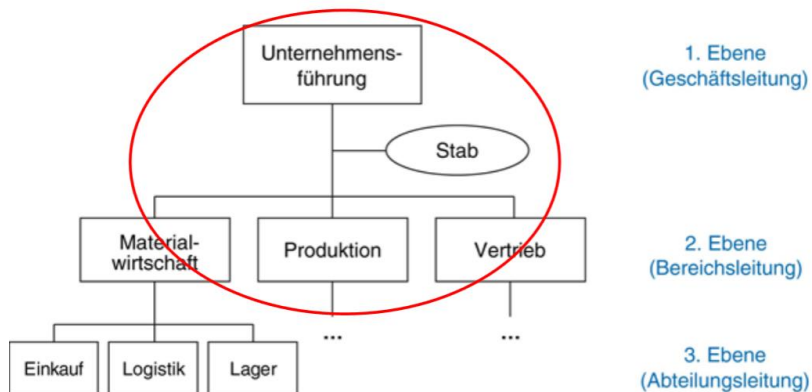 Unternehmens-
führung
1. Ebene
(Geschäftsleitung)
Stab
Material-
wirtschaft
Produktion
Vertrieb
2. Ebene
(Bereichsleitung)
...
...
Einkauf
Logistik
Lager
3. Ebene
(Abteilungsleitung)